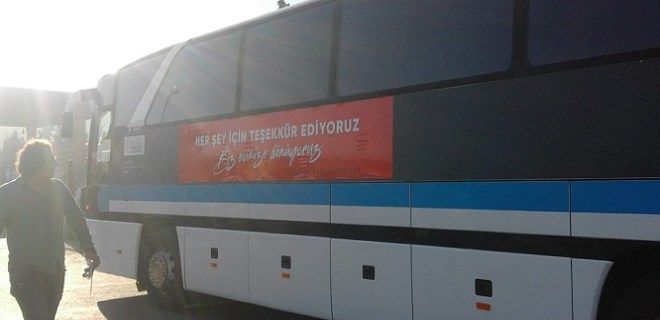 HER ŞEY İÇİN TEŞEKKÜR EDİYORUZ
Biz evimize dönüyoruz